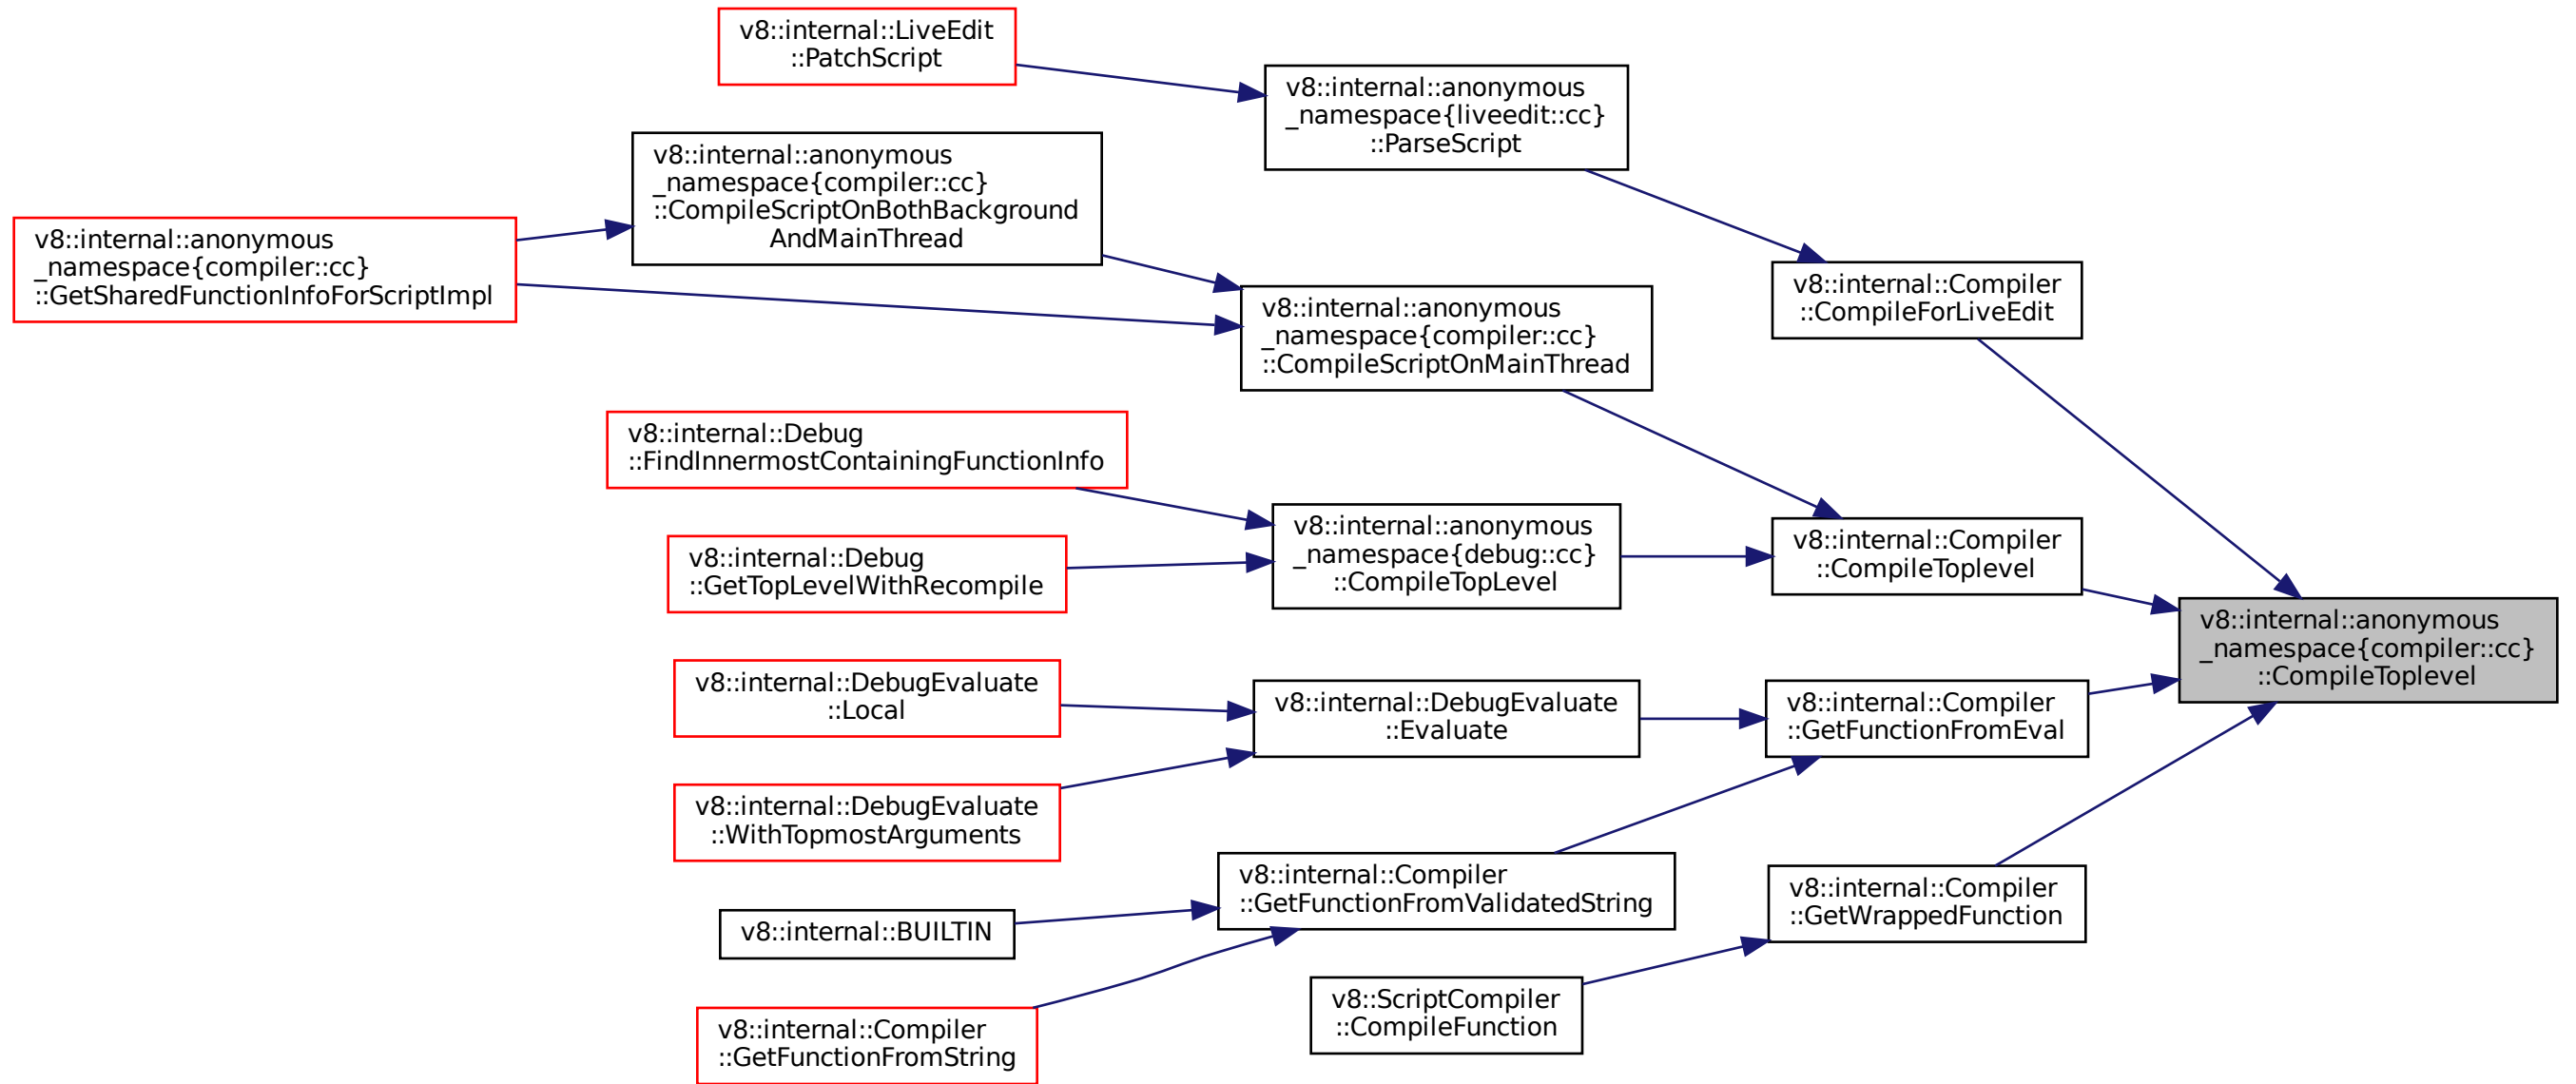 v8::internal::LiveEdit
::PatchScript
v8::internal::anonymous
_namespace{liveedit::cc}
::ParseScript
v8::internal::anonymous
_namespace{compiler::cc}
::CompileScriptOnBothBackground
AndMainThread
v8::internal::anonymous
_namespace{compiler::cc}
::GetSharedFunctionInfoForScriptImpl
v8::internal::Compiler
::CompileForLiveEdit
v8::internal::anonymous
_namespace{compiler::cc}
::CompileScriptOnMainThread
v8::internal::Debug
::FindInnermostContainingFunctionInfo
v8::internal::anonymous
_namespace{debug::cc}
::CompileTopLevel
v8::internal::Compiler
::CompileToplevel
v8::internal::Debug
::GetTopLevelWithRecompile
v8::internal::anonymous
_namespace{compiler::cc}
::CompileToplevel
v8::internal::DebugEvaluate
::Local
v8::internal::DebugEvaluate
::Evaluate
v8::internal::Compiler
::GetFunctionFromEval
v8::internal::DebugEvaluate
::WithTopmostArguments
v8::internal::Compiler
::GetFunctionFromValidatedString
v8::internal::Compiler
::GetWrappedFunction
v8::internal::BUILTIN
v8::ScriptCompiler
::CompileFunction
v8::internal::Compiler
::GetFunctionFromString